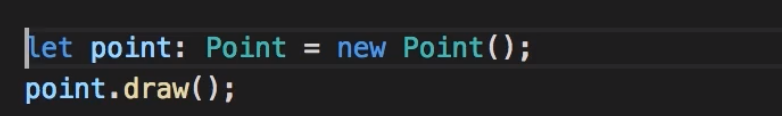 let point: Point = new Point();
point.draw();